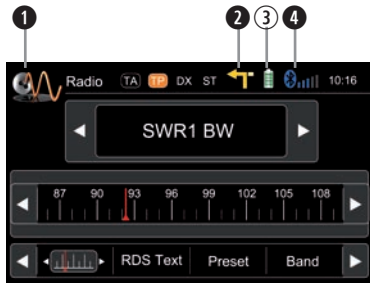 1 2 3 4
Radio TA TP DX ST 10:16
SWR1 BW
87 90 93 96 99 102 105 108
RDS Text Preset Band